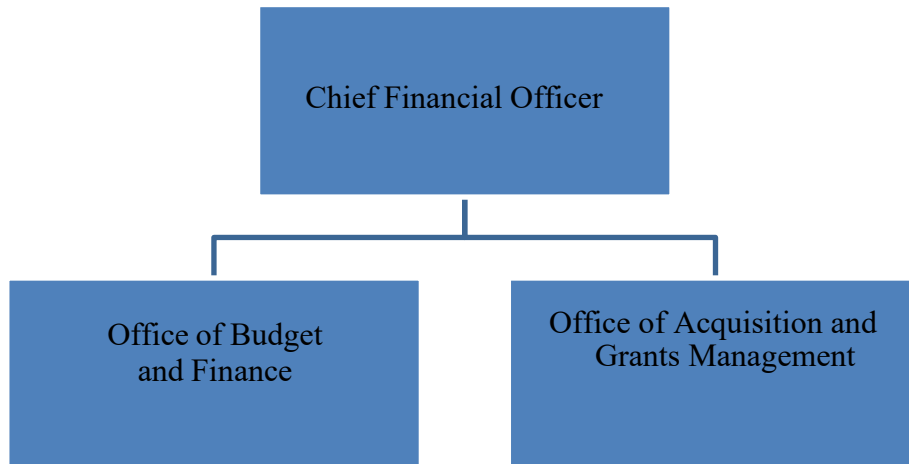 Chief Financial Officer
Office of Budget
and Finance
Office of Acquisition and
Grants Management